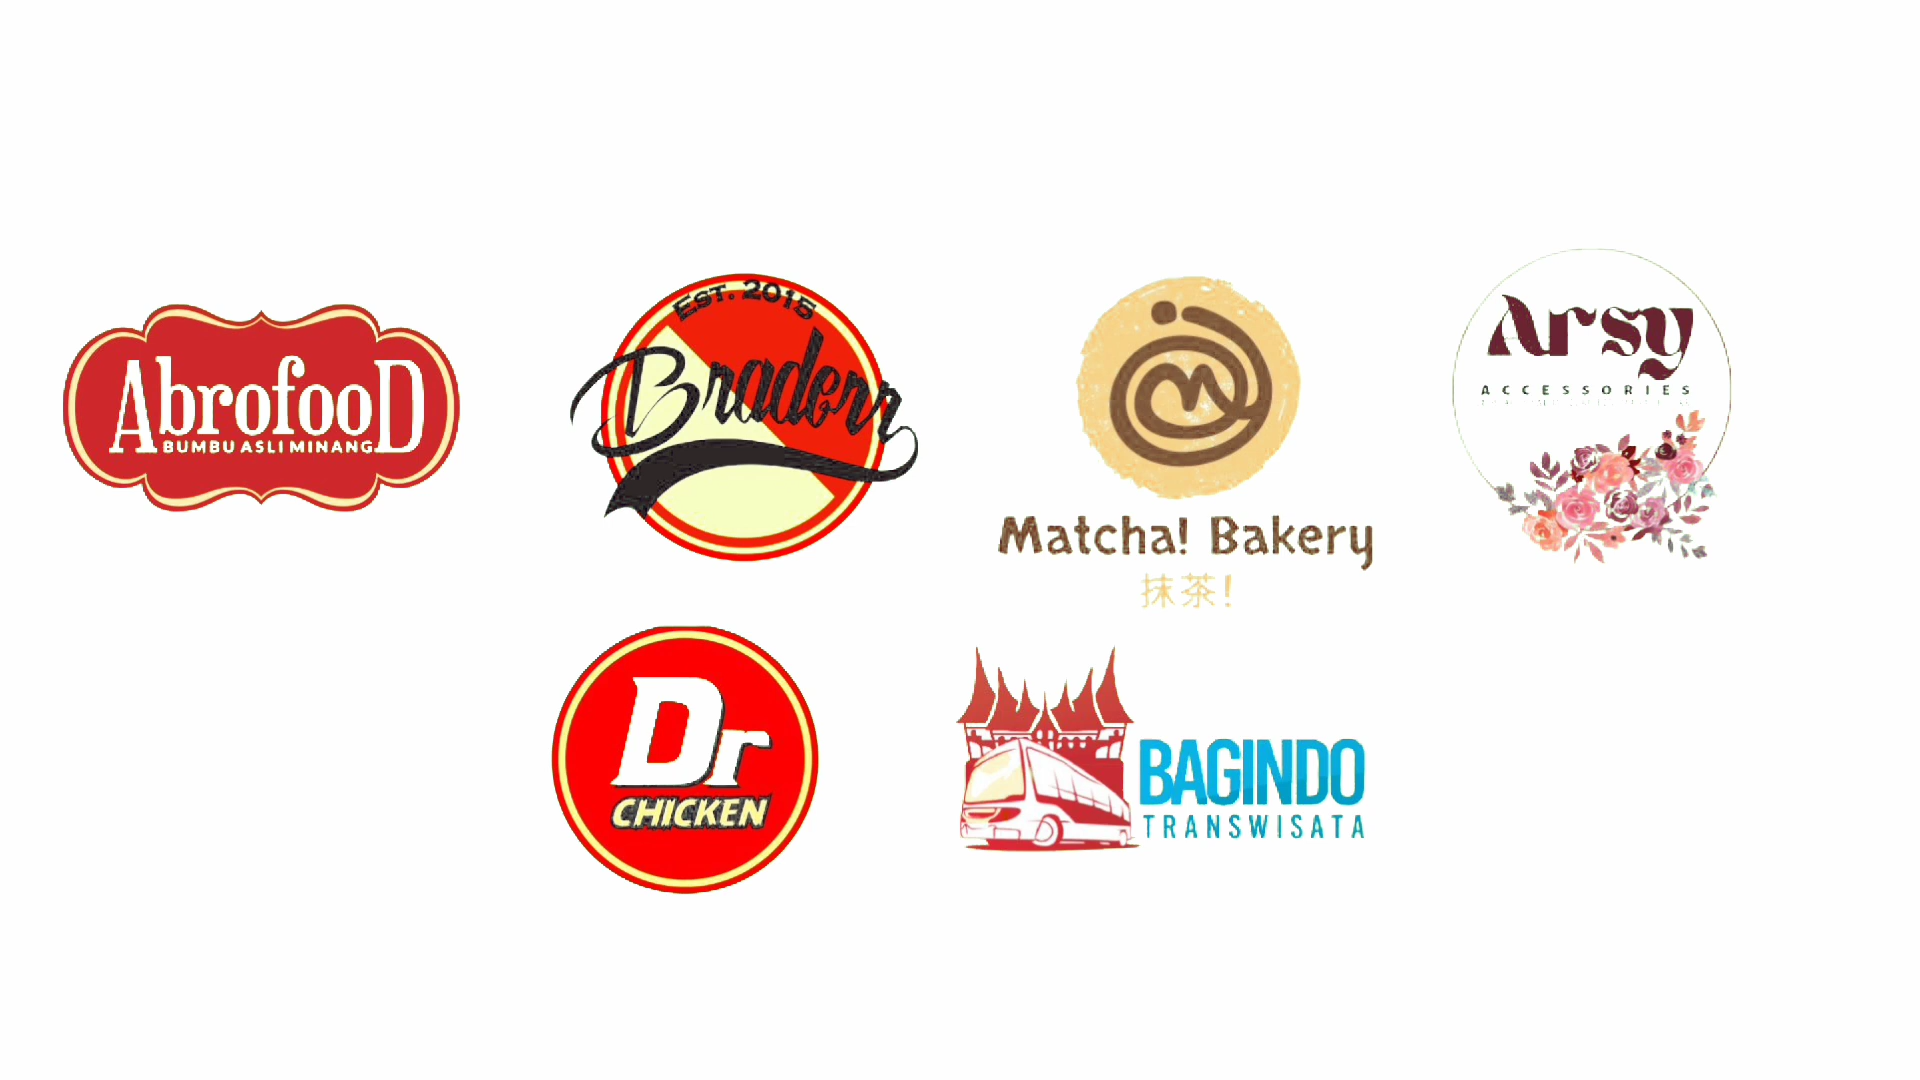 AbrofooD
BUMBU ASLI MINANG
EST. 2015
Braderr
Matcha! Bakery
抹茶!
Arsy
ACCESSORIES
Dr
CHICKEN
BAGINDO
TRANSWISATA